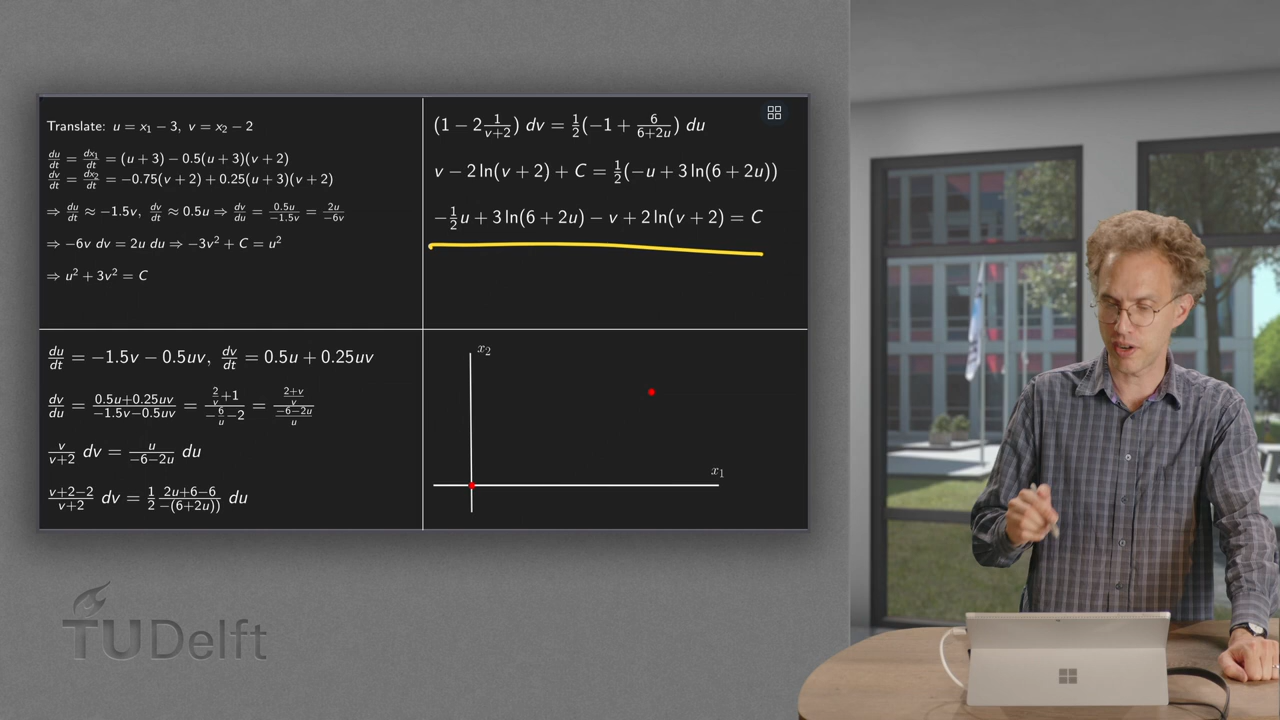 Translate: u = x₁ − 3, v = x₂ − 2
du/dt = dx₁/dt = (u + 3) − 0.5(u + 3)(v + 2)
dv/dt = dx₂/dt = −0.75(v + 2) + 0.25(u + 3)(v + 2)
⇒ du/dt ≈ −1.5v, dv/dt ≈ 0.5u ⇒ dv/du = 0.5u/−1.5v = 2u/−6v
⇒ −6v dv = 2u du ⇒ −3v² + C = u²
⇒ u² + 3v² = C
(1 − 2 1/(v+2)) dv = ½(−1 + 6/(6+2u)) du
v − 2 ln(v + 2) + C = ½(−u + 3 ln(6 + 2u))
−½u + 3 ln(6 + 2u) − v + 2 ln(v + 2) = C
du/dt = −1.5v − 0.5uv, dv/dt = 0.5u + 0.25uv
dv/du = (0.5u+0.25uv)/(−1.5v−0.5uv) = (2/v +1)/(−6/u −2) = ((2+v)/v)/((−6−2u)/u)
v/(v+2) dv = u/(−6−2u) du
(v+2−2)/(v+2) dv = ½ (2u+6−6)/(−(6+2u)) du
x₂
x₁
TUDelft